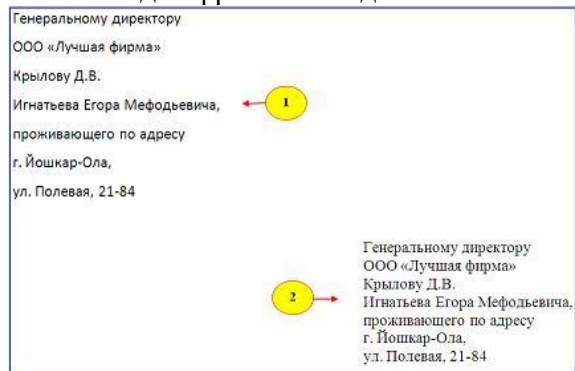 Генеральному директору
ООО «Лучшая фирма»
Крылову Д.В.
Игнатьева Егора Мефодьевича,
1
проживающего по адресу
г. Йошкар-Ола,
ул. Полевая, 21-84
Генеральному директору
ООО «Лучшая фирма»
Крылову Д.В.
2
Игнатьева Егора Мефодьевича,
проживающего по адресу
г. Йошкар-Ола,
ул. Полевая, 21-84